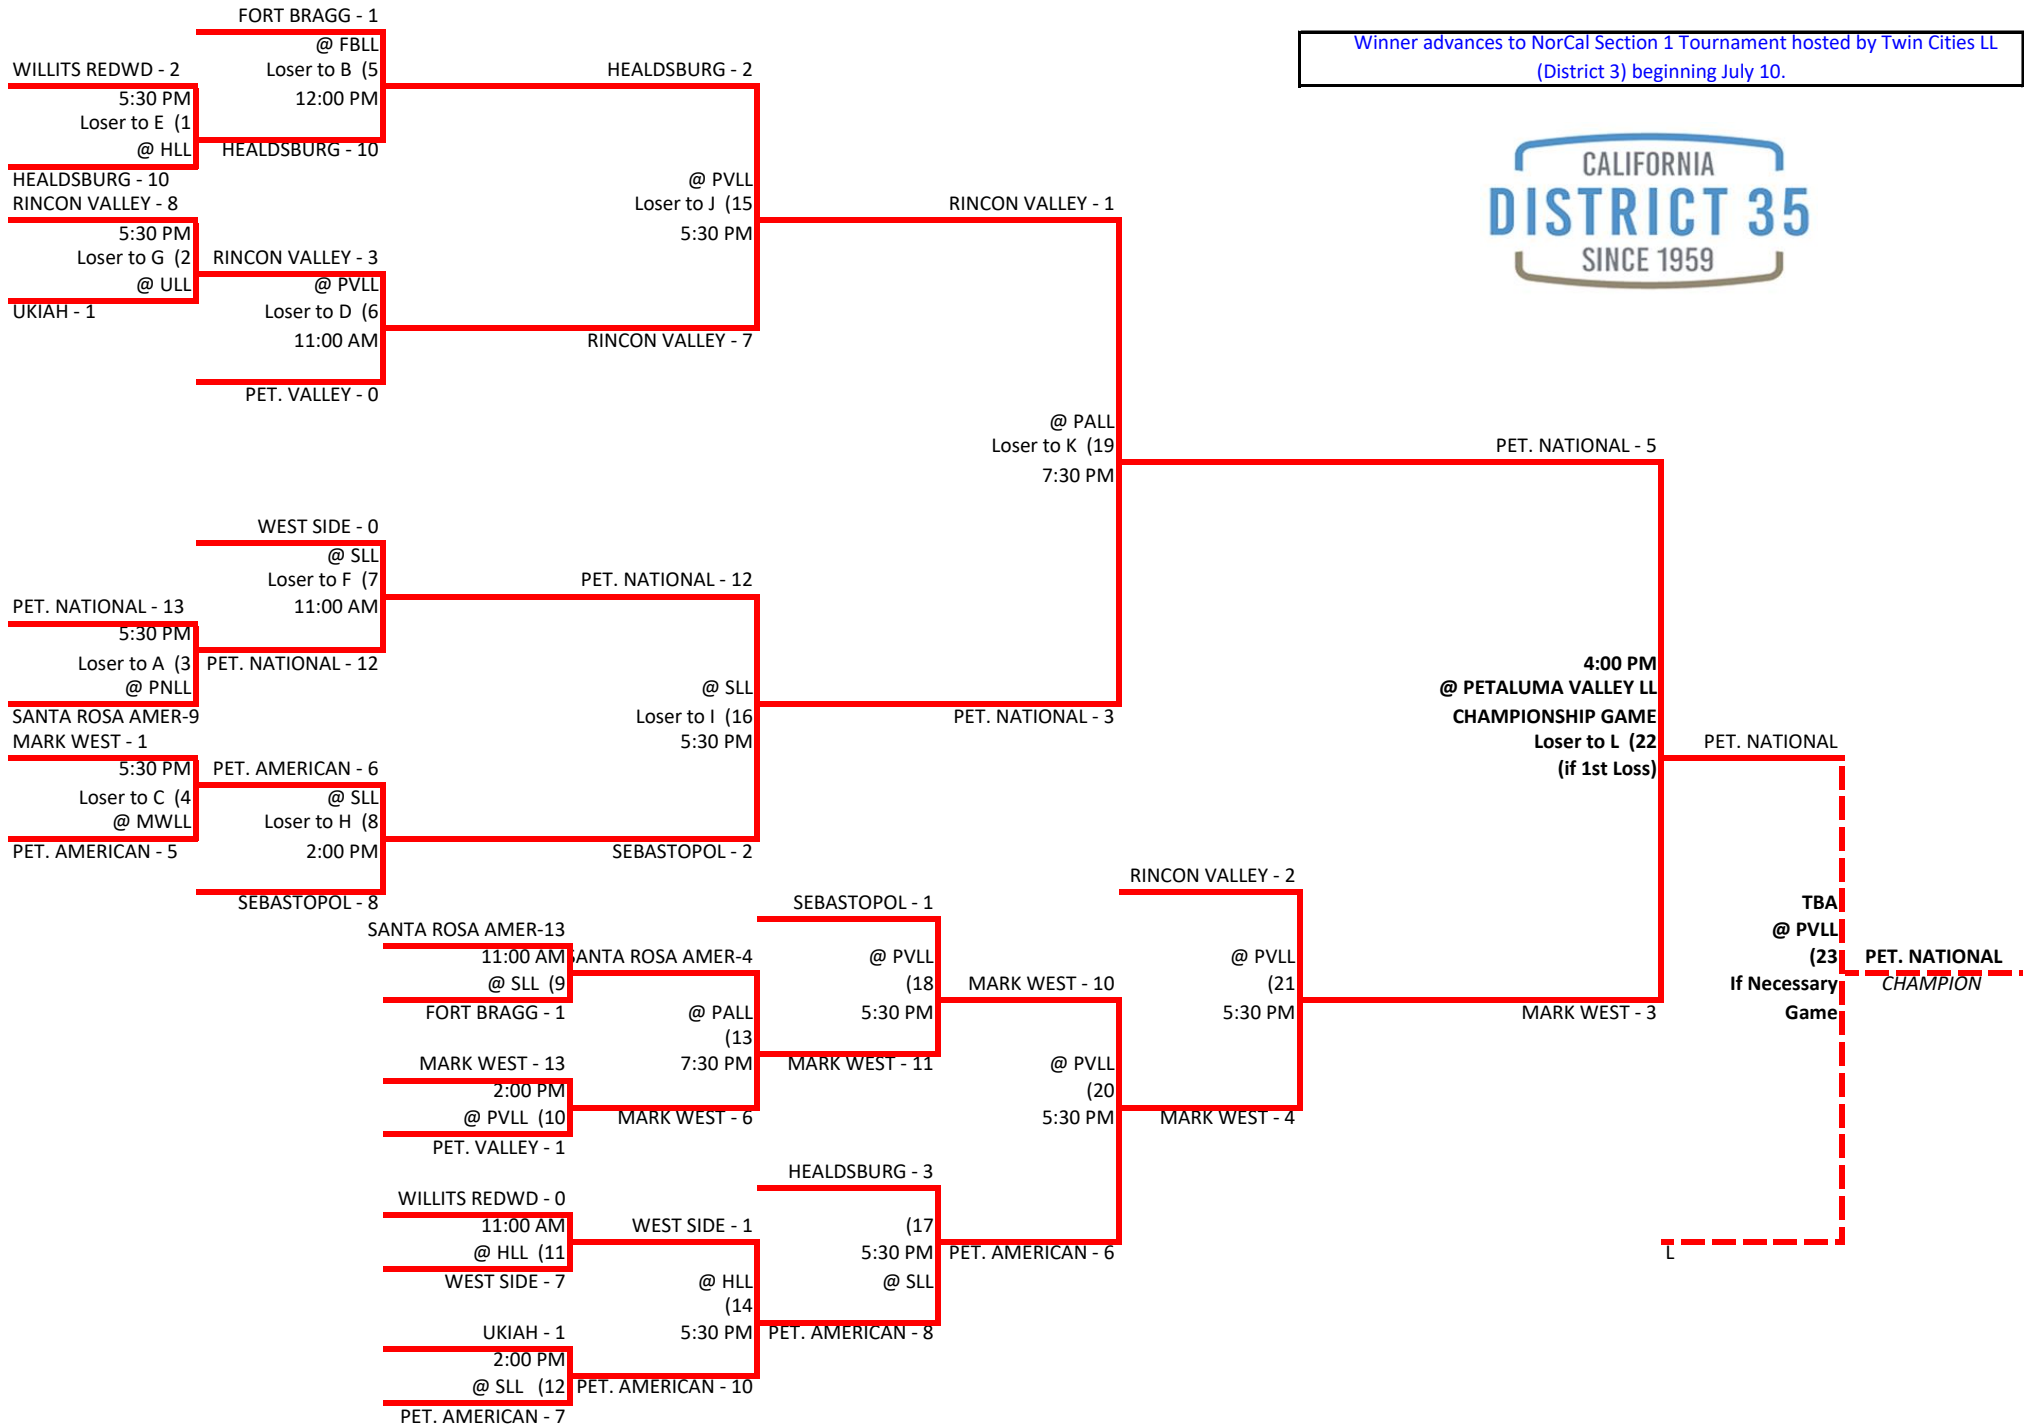 FORT BRAGG - 1
@ FBLL
Loser to B (5
12:00 PM
HEALDSBURG - 10
WILLITS REDWD - 2
5:30 PM
Loser to E (1
@ HLL
HEALDSBURG - 10
RINCON VALLEY - 8
5:30 PM
Loser to G (2
@ ULL
UKIAH - 1
RINCON VALLEY - 3
@ PVLL
Loser to D (6
11:00 AM
PET. VALLEY - 0
HEALDSBURG - 2
@ PVLL
Loser to J (15
5:30 PM
RINCON VALLEY - 7
Winner advances to NorCal Section 1 Tournament hosted by Twin Cities LL
(District 3) beginning July 10.
CALIFORNIA
DISTRICT 35
SINCE 1959
RINCON VALLEY - 1
@ PALL
Loser to K (19
7:30 PM
PET. NATIONAL - 3
WEST SIDE - 0
@ SLL
Loser to F (7
11:00 AM
PET. NATIONAL - 12
PET. NATIONAL - 13
5:30 PM
Loser to A (3
@ PNLL
SANTA ROSA AMER-9
MARK WEST - 1
5:30 PM
Loser to C (4
@ MWLL
PET. AMERICAN - 5
PET. AMERICAN - 6
@ SLL
Loser to H (8
2:00 PM
SEBASTOPOL - 8
PET. NATIONAL - 12
@ SLL
Loser to I (16
5:30 PM
SEBASTOPOL - 2
PET. NATIONAL - 5
4:00 PM
@ PETALUMA VALLEY LL
CHAMPIONSHIP GAME
Loser to L (22
(if 1st Loss)
MARK WEST - 3
PET. NATIONAL
TBA
@ PVLL
(23
If Necessary
Game
L
PET. NATIONAL
CHAMPION
SANTA ROSA AMER-13
11:00 AM
@ SLL (9
FORT BRAGG - 1
MARK WEST - 13
2:00 PM
@ PVLL (10
PET. VALLEY - 1
SANTA ROSA AMER-4
@ PALL
(13
7:30 PM
MARK WEST - 6
SEBASTOPOL - 1
@ PVLL
(18
5:30 PM
MARK WEST - 11
MARK WEST - 10
@ PVLL
(20
5:30 PM
PET. AMERICAN - 6
RINCON VALLEY - 2
@ PVLL
(21
5:30 PM
MARK WEST - 4
WILLITS REDWD - 0
11:00 AM
@ HLL (11
WEST SIDE - 7
UKIAH - 1
2:00 PM
@ SLL (12
PET. AMERICAN - 7
WEST SIDE - 1
@ HLL
(14
5:30 PM
PET. AMERICAN - 10
HEALDSBURG - 3
(17
5:30 PM
@ SLL
PET. AMERICAN - 8